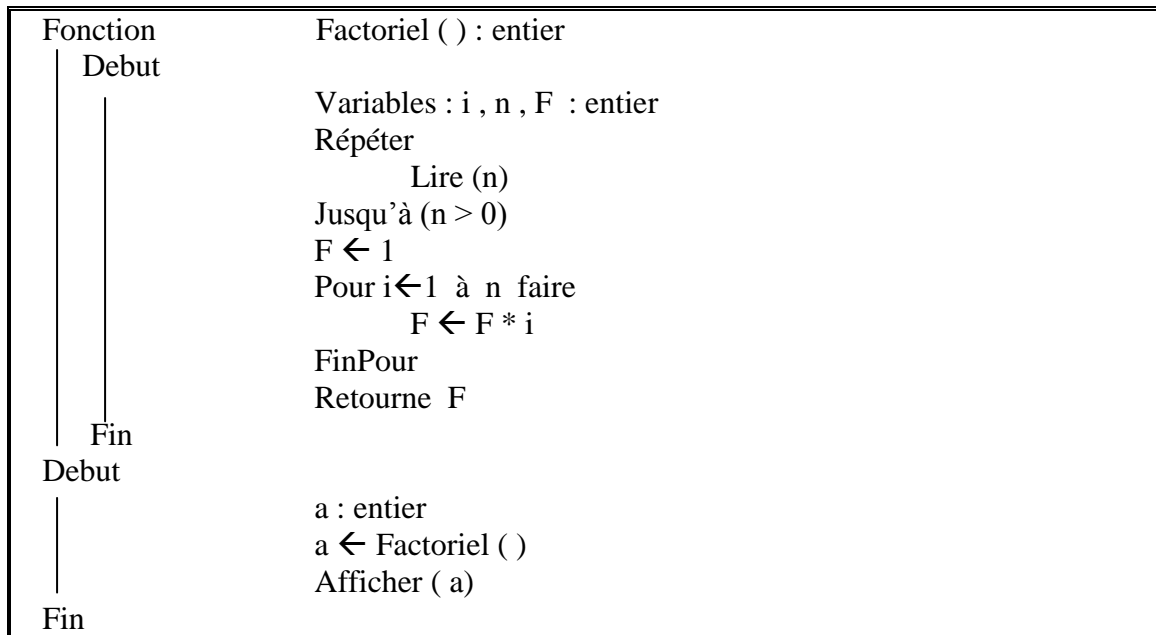 Fonction Factoriel ( ) : entier
Debut
Variables : i , n , F : entier
Répéter
Lire (n)
Jusqu’à (n > 0)
F ← 1
Pour i←1 à n faire
F ← F * i
FinPour
Retourne F
Fin
Debut
a : entier
a ← Factoriel ( )
Afficher ( a)
Fin